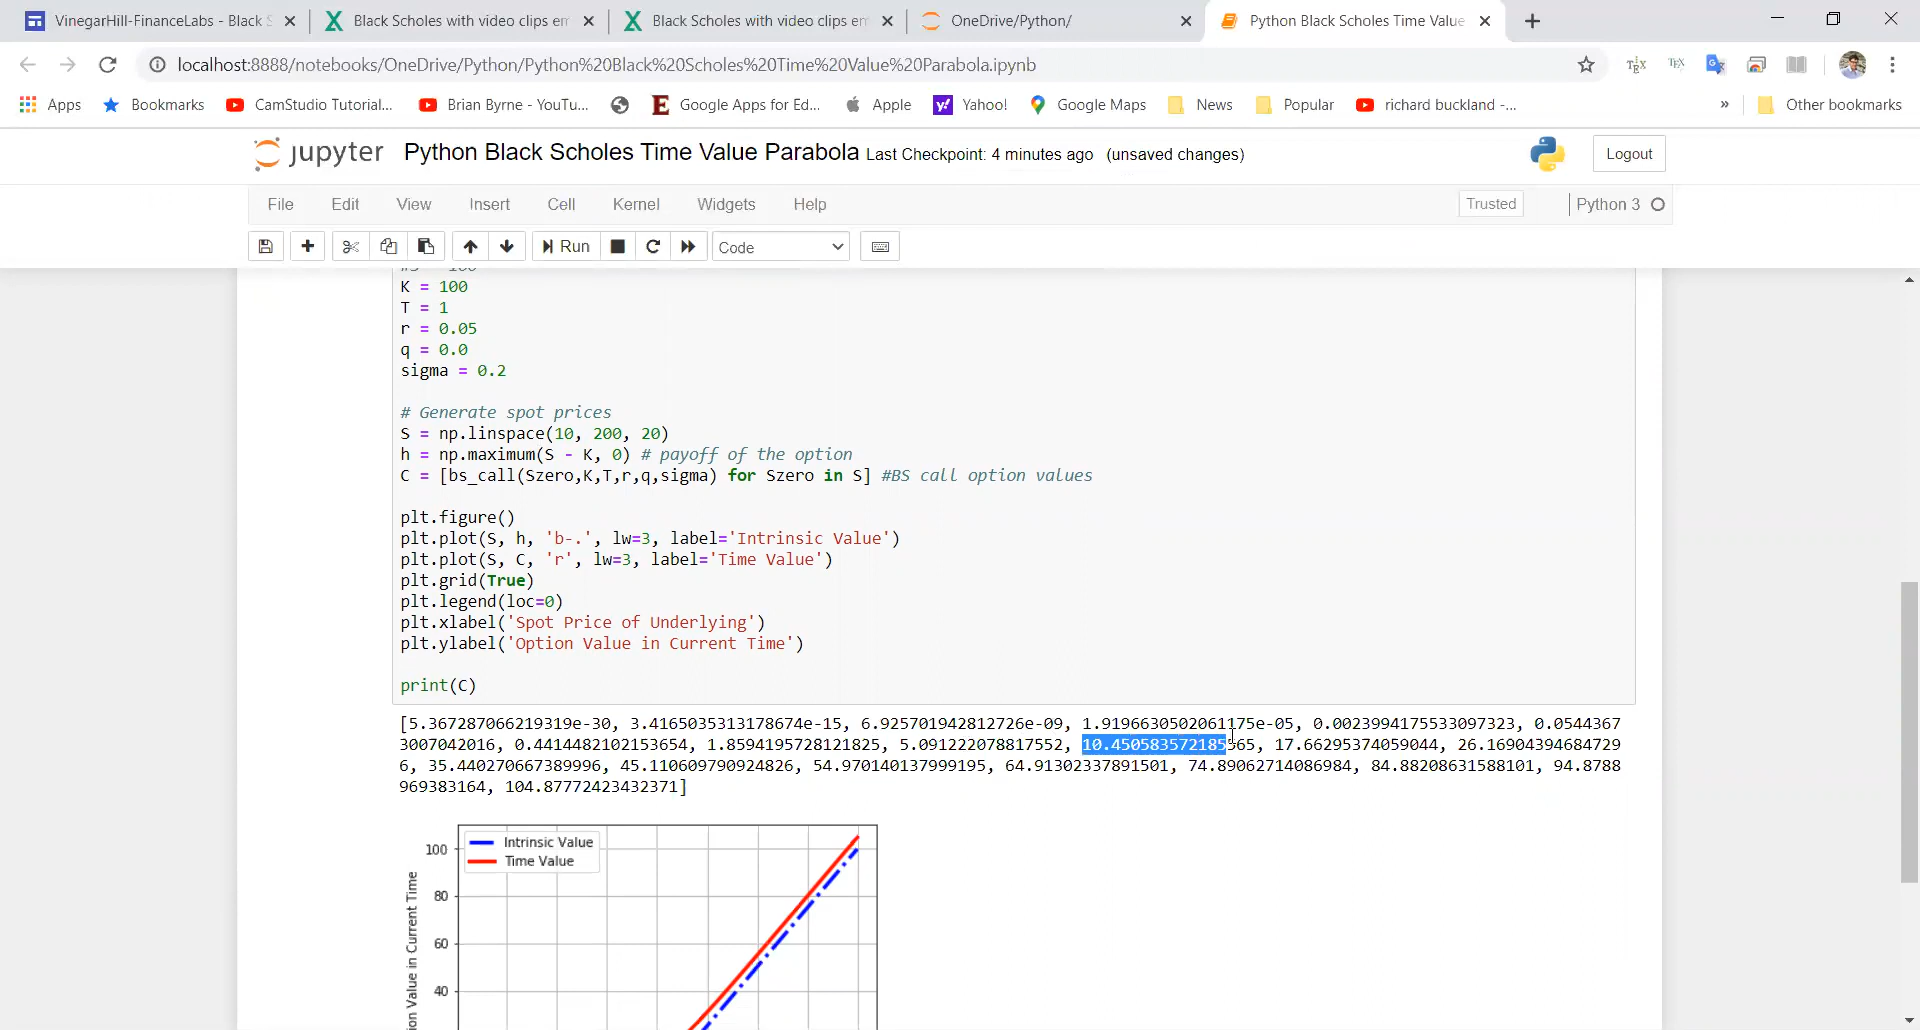 VinegarHill-FinanceLabs - Black S
Black Scholes with video clips em
Black Scholes with video clips em
OneDrive/Python/
Python Black Scholes Time Value
localhost:8888/notebooks/OneDrive/Python/Python%20Black%20Scholes%20Time%20Value%20Parabola.ipynb
Apps
Bookmarks
CamStudio Tutorial...
Brian Byrne - YouTu...
Google Apps for Ed...
Apple
Yahoo!
Google Maps
News
Popular
richard buckland -...
»
Other bookmarks
jupyter
Python Black Scholes Time Value Parabola Last Checkpoint: 4 minutes ago (unsaved changes)
Logout
File Edit View Insert Cell Kernel Widgets Help
Trusted
Python 3
Run
Code
K = 100
T = 1
r = 0.05
q = 0.0
sigma = 0.2
# Generate spot prices
S = np.linspace(10, 200, 20)
h = np.maximum(S - K, 0) # payoff of the option
C = [bs_call(Szero,K,T,r,q,sigma) for Szero in S] #BS call option values
plt.figure()
plt.plot(S, h, 'b-.', lw=3, label='Intrinsic Value')
plt.plot(S, C, 'r', lw=3, label='Time Value')
plt.grid(True)
plt.legend(loc=0)
plt.xlabel('Spot Price of Underlying')
plt.ylabel('Option Value in Current Time')
print(C)
[5.367287066219319e-30, 3.4165035313178674e-15, 6.925701942812726e-09, 1.9196630502061175e-05, 0.0023994175533097323, 0.0544367
3007042016, 0.4414482102153654, 1.8594195728121825, 5.091222078817552, 10.450583572185565, 17.66295374059044, 26.16904394684729
6, 35.440270667389996, 45.110609790924826, 54.970140137999195, 64.91302337891501, 74.89062714086984, 84.88208631588101, 94.8788
969383164, 104.87772423432371]
Intrinsic Value
Time Value
100
80
60
40
on Value in Current Time